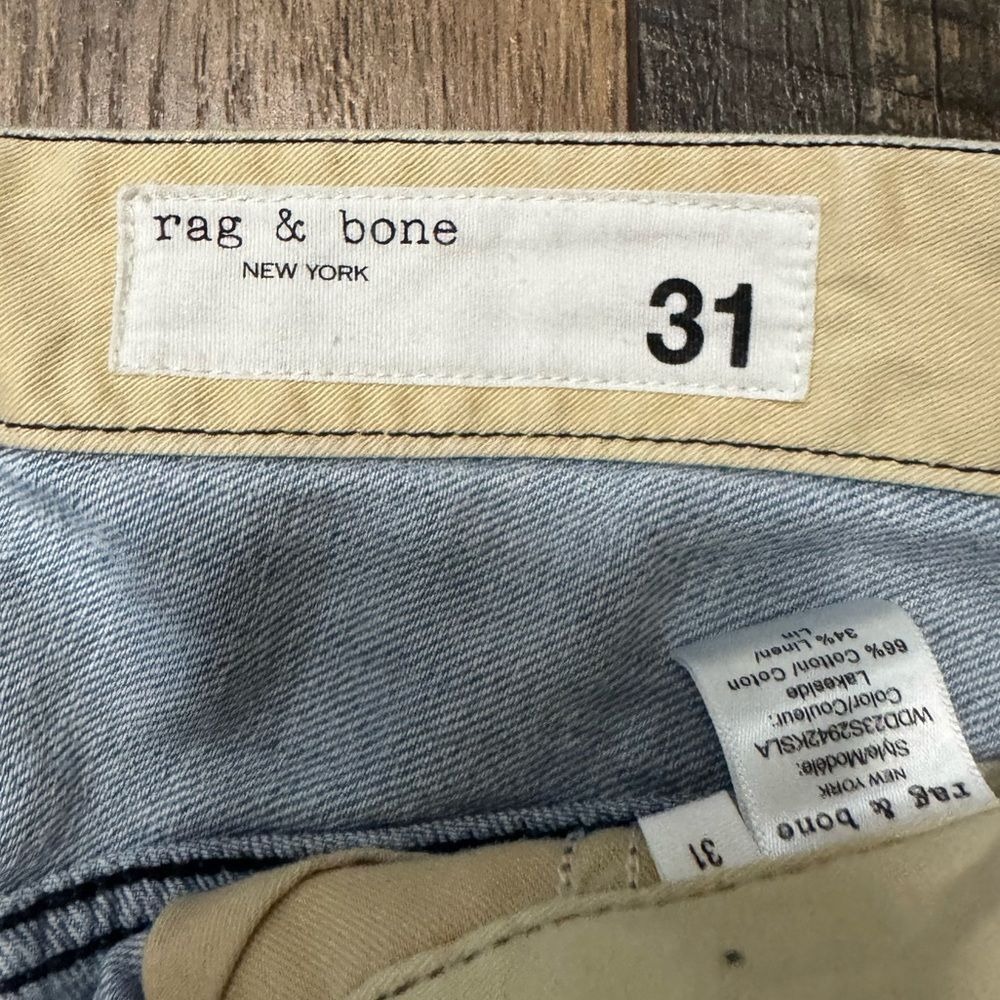 rag & bone
NEW YORK
31
rag & bone
NEW YORK
Style/Modèle:
WDD23S2942KSLA
Color/Couleur:
Lakeside
66% Cotton/ Coton
34% Linen/
Lin
31